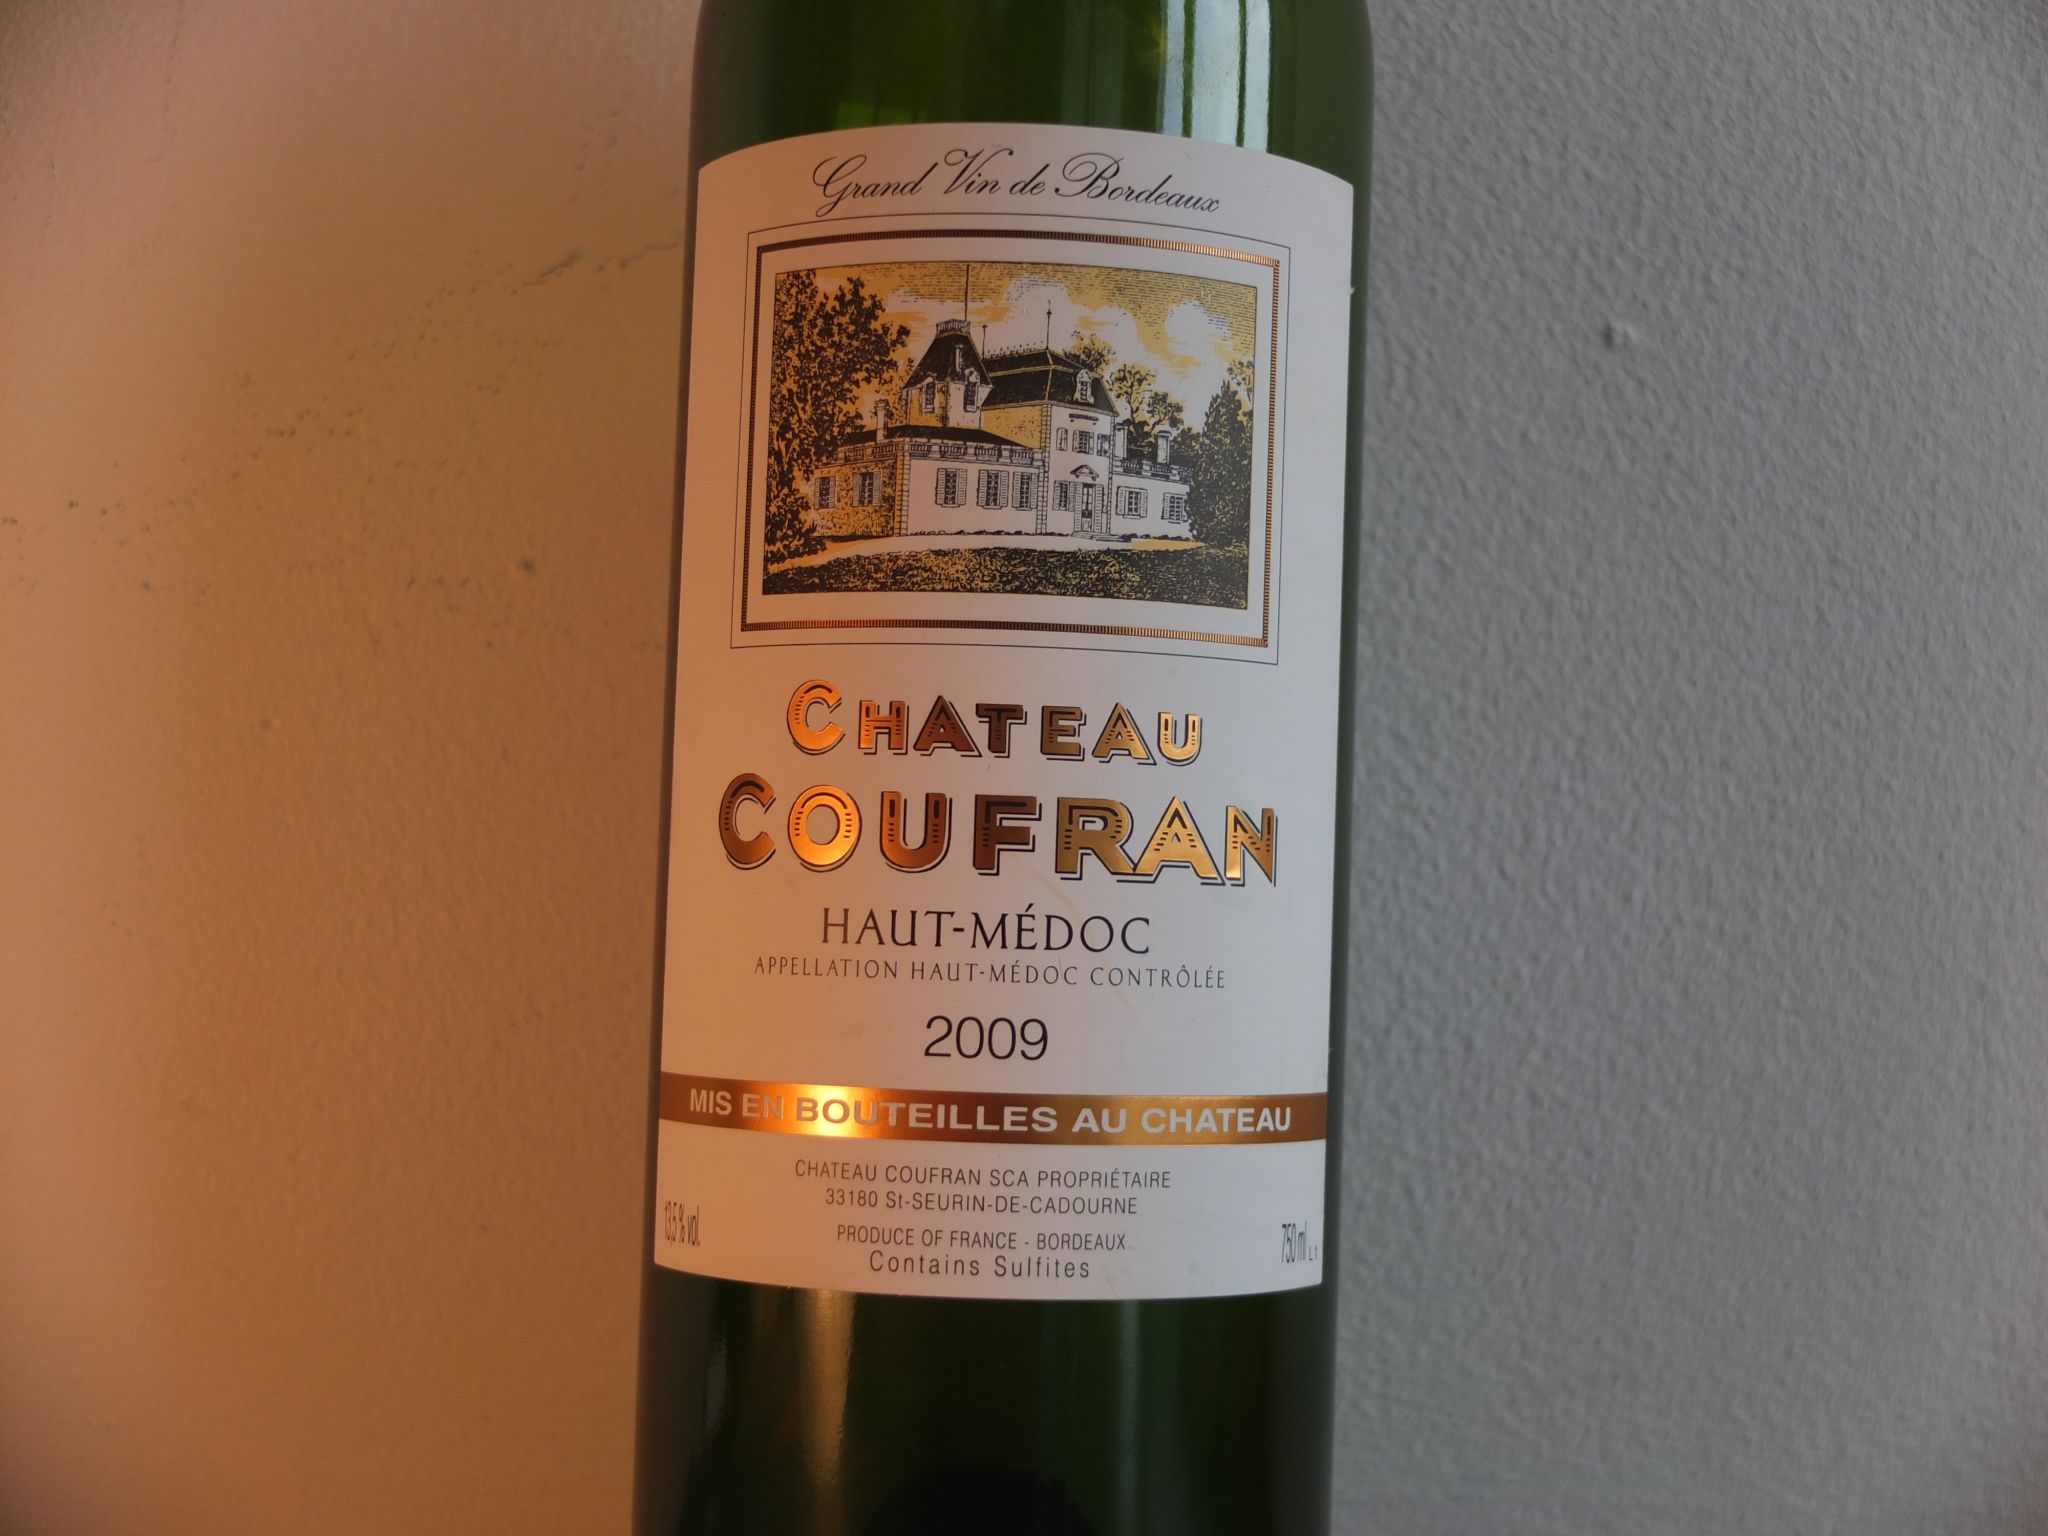 Grand Vin de Bordeaux
CHATEAU
COUFRAN
HAUT-MÉDOC
APPELLATION HAUT-MÉDOC CONTRÔLÉE
2009
MIS EN BOUTEILLES AU CHATEAU
CHATEAU COUFRAN SCA PROPRIÉTAIRE
33180 St-SEURIN-DE-CADOURNE
PRODUCE OF FRANCE - BORDEAUX
Contains Sulfites
13,5 % vol.
750 ml L1